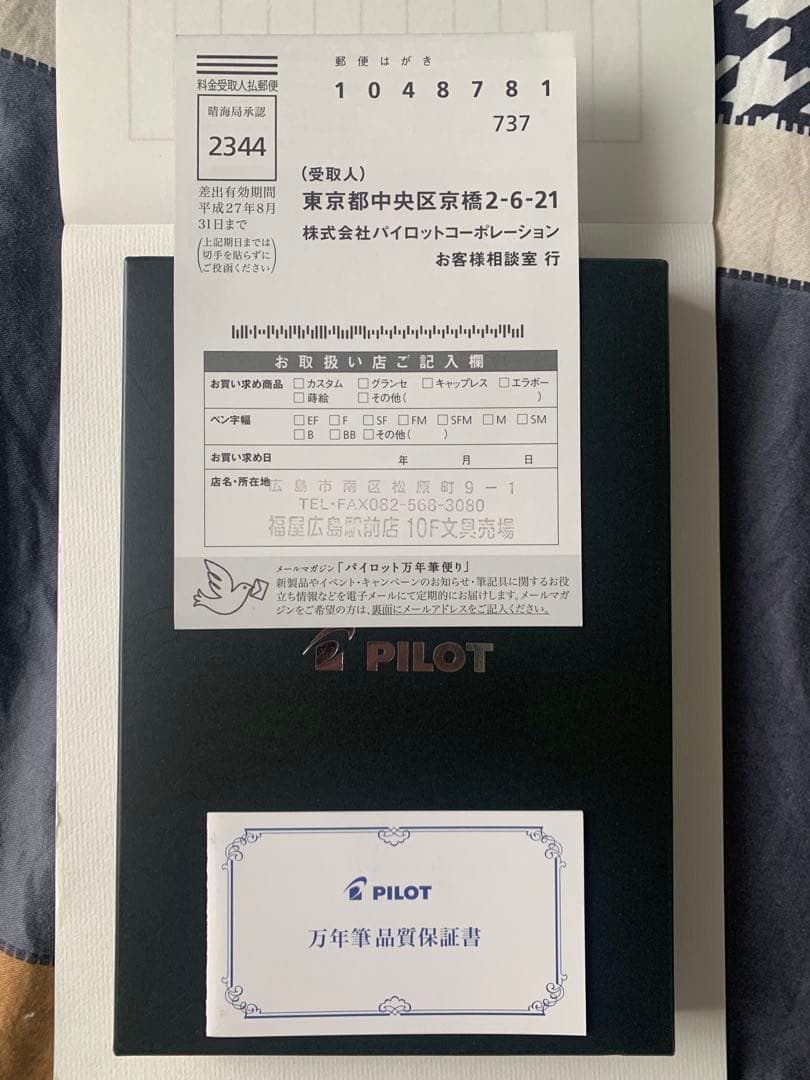 郵便はがき
料金受取人払郵便
晴海局承認
2344
差出有効期間
平成27年8月
31日まで
(上記期日までは
切手を貼らずに
ご投函ください)
1048781
737
(受取人)
東京都中央区京橋2-6-21
株式会社パイロットコーポレーション
お客様相談室 行
お取扱い店ご記入欄
お買い求め商品 □カスタム □グランセ □キャップレス □エラボー
□蒔絵 □その他( )
ペン字幅 □EF □F □SF □FM □SFM □M □SM
□B □BB □その他( )
お買い求め日 年 月 日
店名・所在地 広島市南区松原町9-1
TEL・FAX082-568-3080
福屋広島駅前店 10F文具売場
メールマガジン「パイロット万年筆便り」
新製品やイベント・キャンペーンのお知らせ・筆記具に関するお役
立ち情報などを電子メールにて定期的にお届けします。メールマガ
ジンをご希望の方は、裏面にメールアドレスをご記入ください。
PILOT
PILOT
万年筆品質保証書